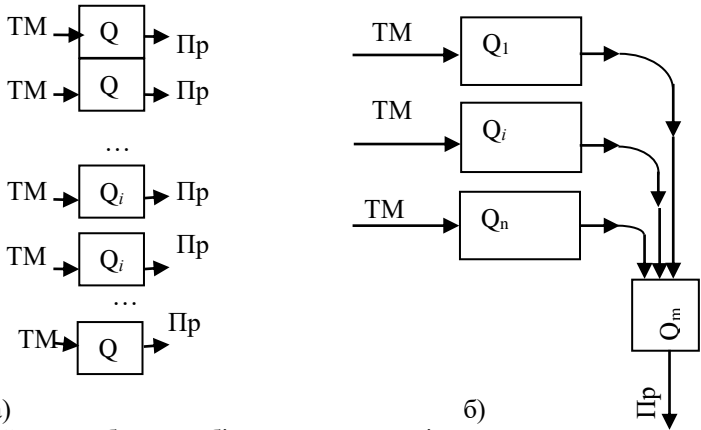 ТМ Q Пр
ТМ Q Пр
...
ТМ Qi Пр
ТМ Qi Пр
...
ТМ Q Пр
а)
ТМ Q1
ТМ Qi
ТМ Qn
Qm
Пр
б)